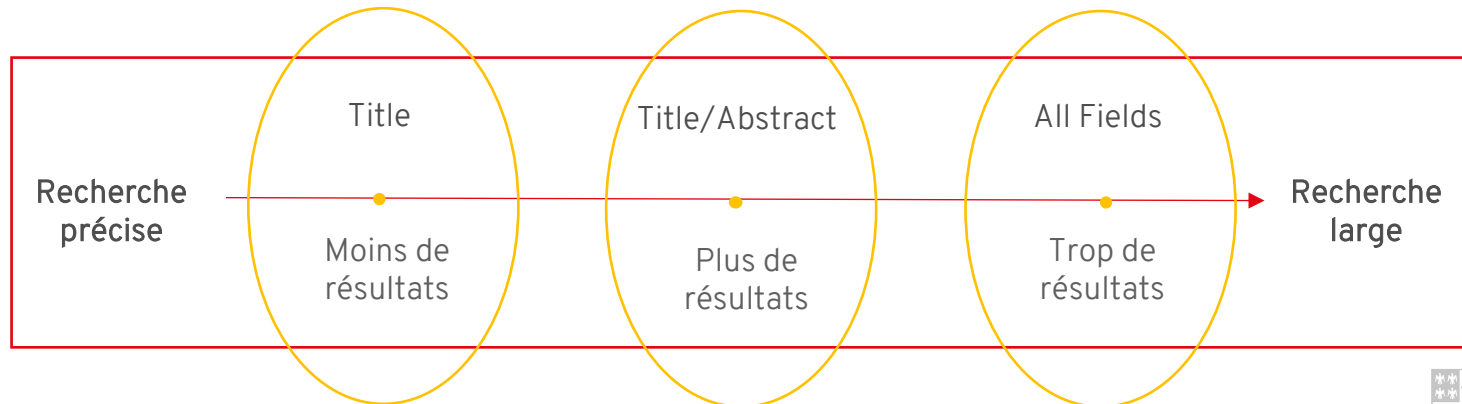 Title
Title/Abstract
All Fields
Recherche
précise
Recherche
large
Moins de
résultats
Plus de
résultats
Trop de
résultats